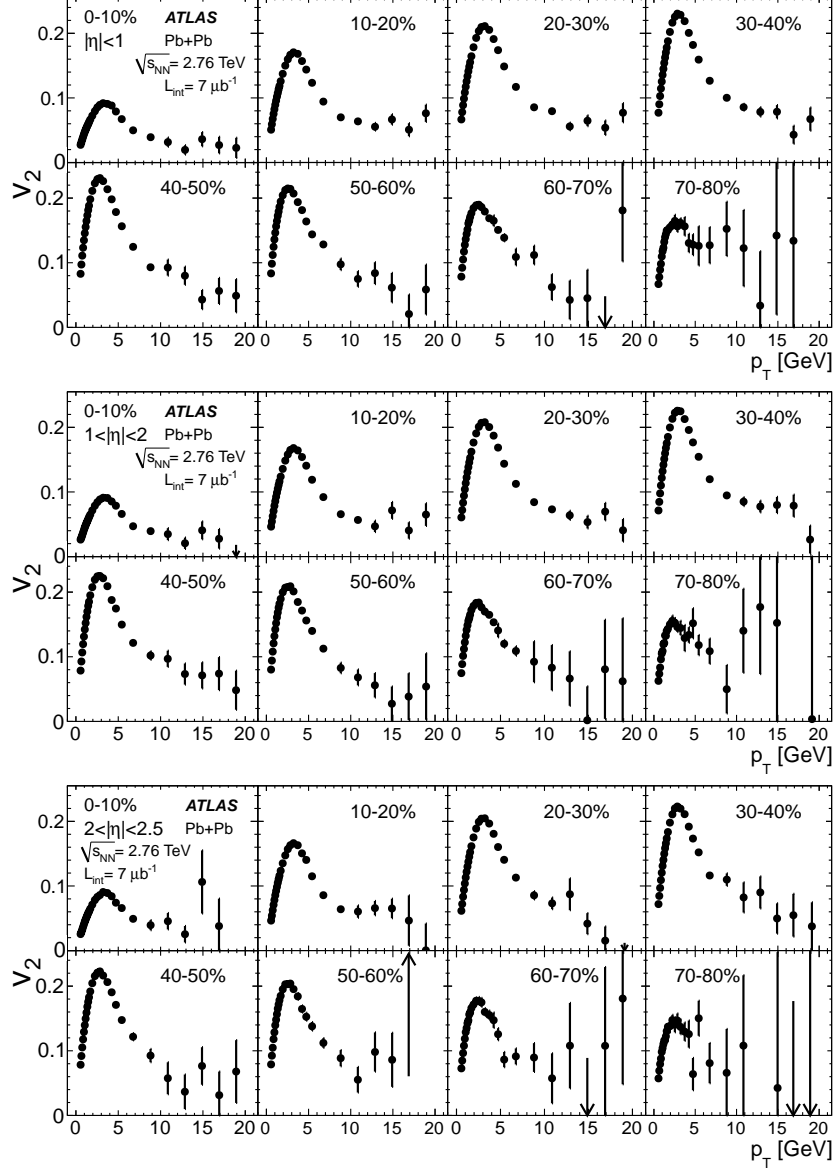 0-10% ATLAS 10-20% 20-30% 30-40%
|η|<1 Pb+Pb
√s_NN = 2.76 TeV
L_int = 7 μb⁻¹
0.2
0.1
0
v₂
40-50% 50-60% 60-70% 70-80%
0.2
0.1
0
0 5 10 15 20 0 5 10 15 20 0 5 10 15 20 0 5 10 15 20
p_T [GeV]
0-10% ATLAS 10-20% 20-30% 30-40%
1<|η|<2 Pb+Pb
√s_NN = 2.76 TeV
L_int = 7 μb⁻¹
0.2
0.1
0
v₂
40-50% 50-60% 60-70% 70-80%
0.2
0.1
0
0 5 10 15 20 0 5 10 15 20 0 5 10 15 20 0 5 10 15 20
p_T [GeV]
0-10% ATLAS 10-20% 20-30% 30-40%
2<|η|<2.5 Pb+Pb
√s_NN = 2.76 TeV
L_int = 7 μb⁻¹
0.2
0.1
0
v₂
40-50% 50-60% 60-70% 70-80%
0.2
0.1
0
0 5 10 15 20 0 5 10 15 20 0 5 10 15 20 0 5 10 15 20
p_T [GeV]